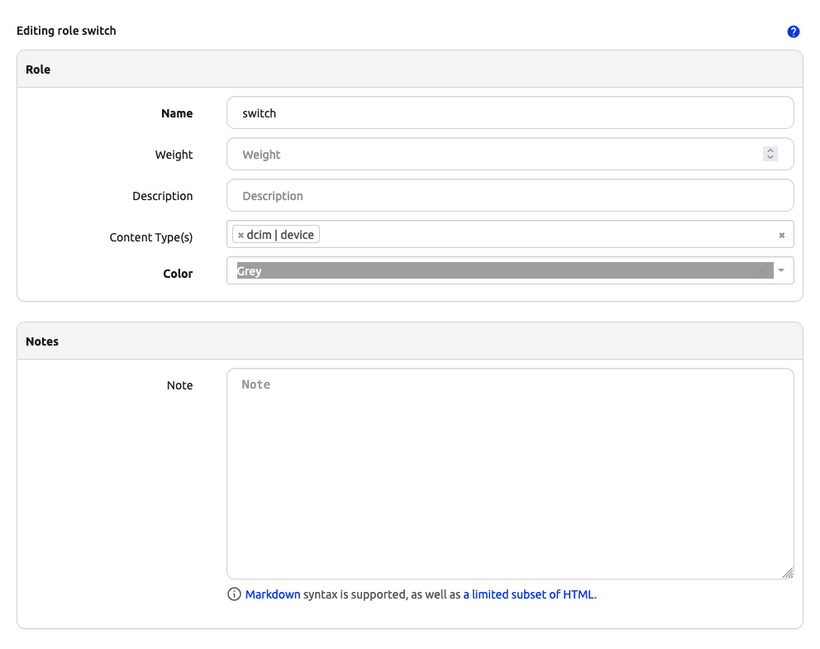 Editing role switch
?
Role
Name
switch
Weight
Weight
Description
Description
Content Type(s)
× dcim | device
×
Color
Grey
Notes
Note
Note
Markdown syntax is supported, as well as a limited subset of HTML.